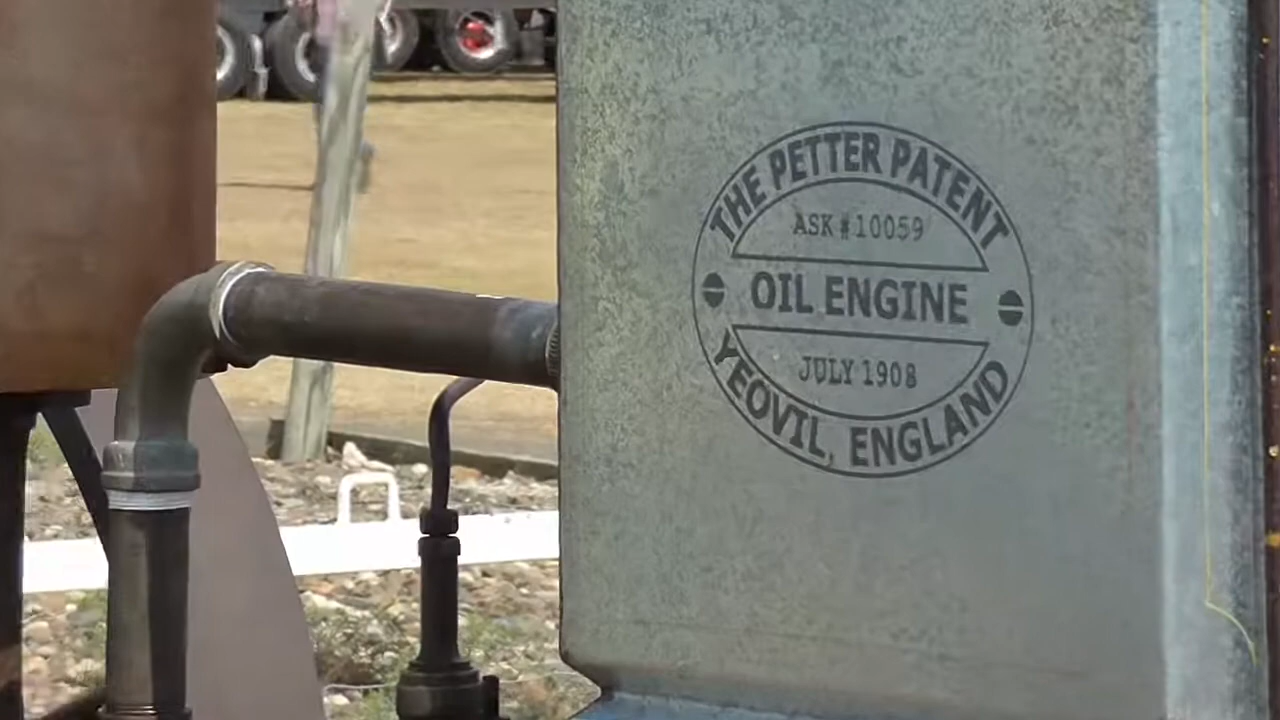 THE PETTER PATENT
ASK #10059
OIL ENGINE
JULY 1908
YEOVIL, ENGLAND